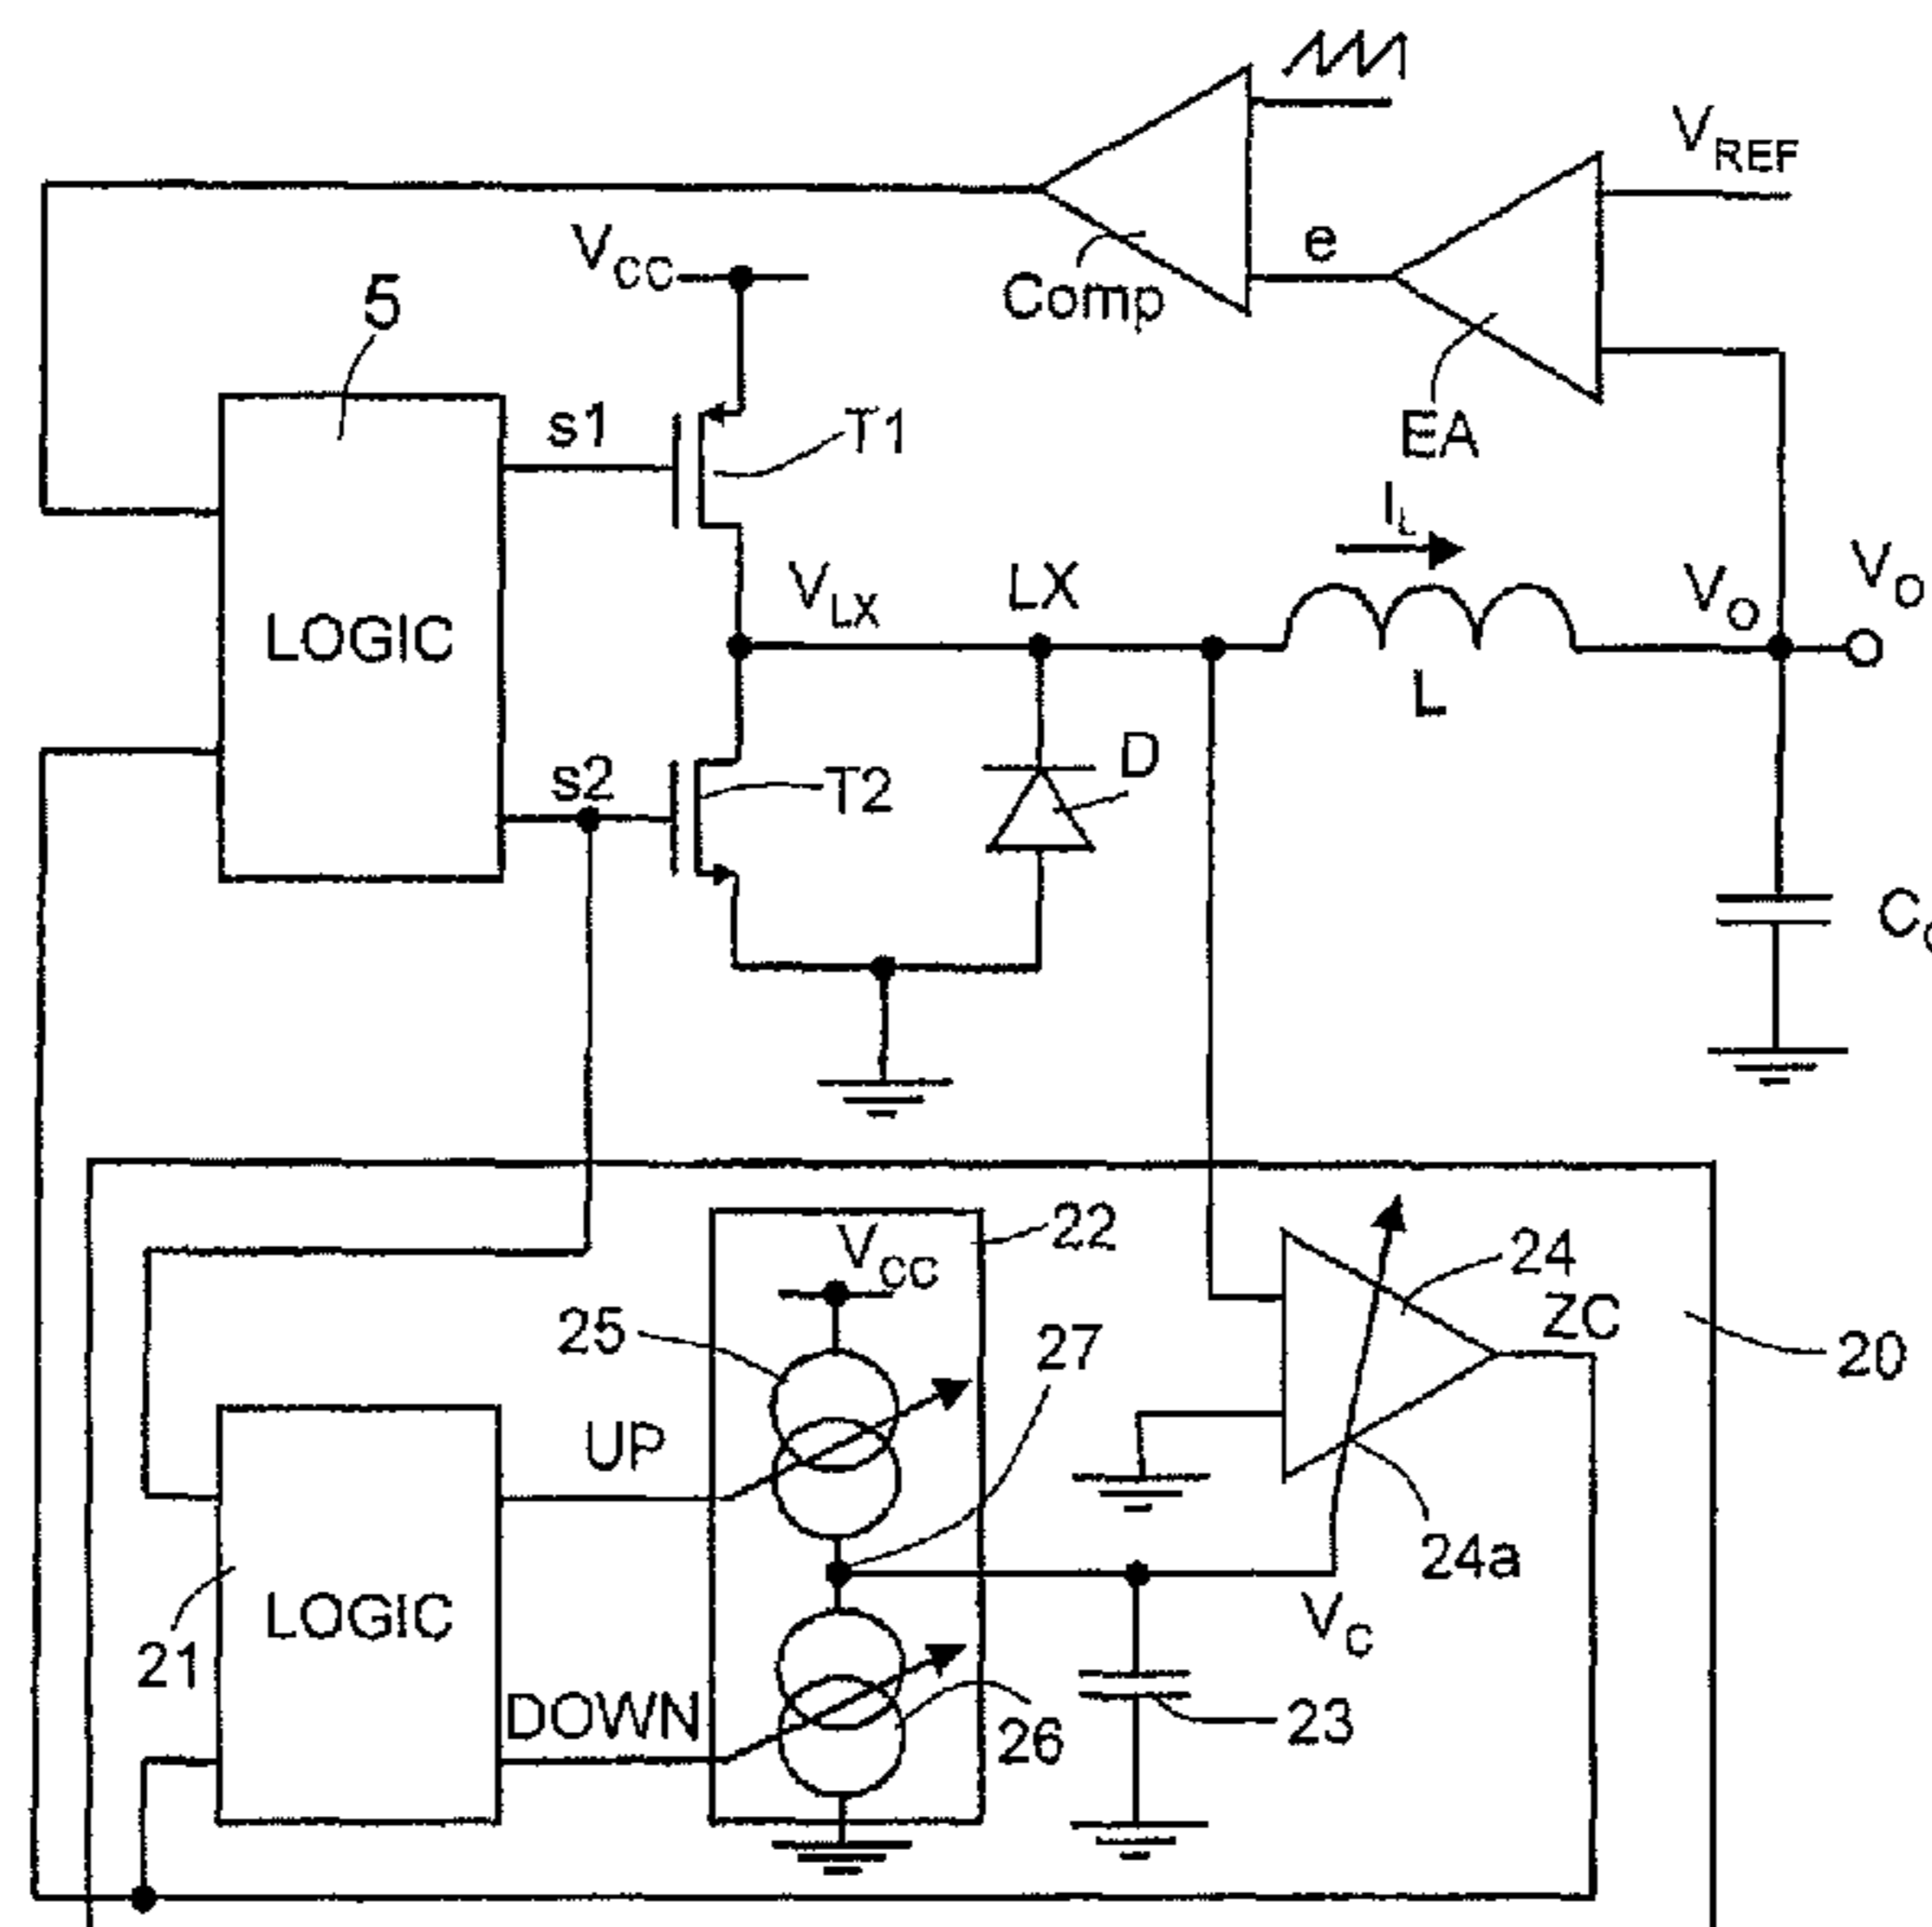 V_REF
V_CC
e
Comp
5
s1
T1
EA
I_L
V_LX
LX
V_O
V_O
LOGIC
L
s2
T2
D
22
V_CC
24
25
27
ZC
20
UP
24a
LOGIC
21
V_C
DOWN
26
23